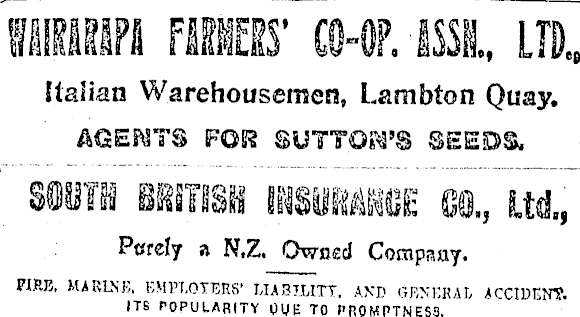 WAIRARAPA FARMERS' CO-OP. ASSN., LTD.,
Italian Warehousemen, Lambton Quay.
AGENTS FOR SUTTON'S SEEDS.
SOUTH BRITISH INSURANCE CO., Ltd.,
Purely a N.Z. Owned Company.
FIRE, MARINE, EMPLOYERS' LIABILITY, AND GENERAL ACCIDENT.
ITS POPULARITY DUE TO PROMPTNESS.